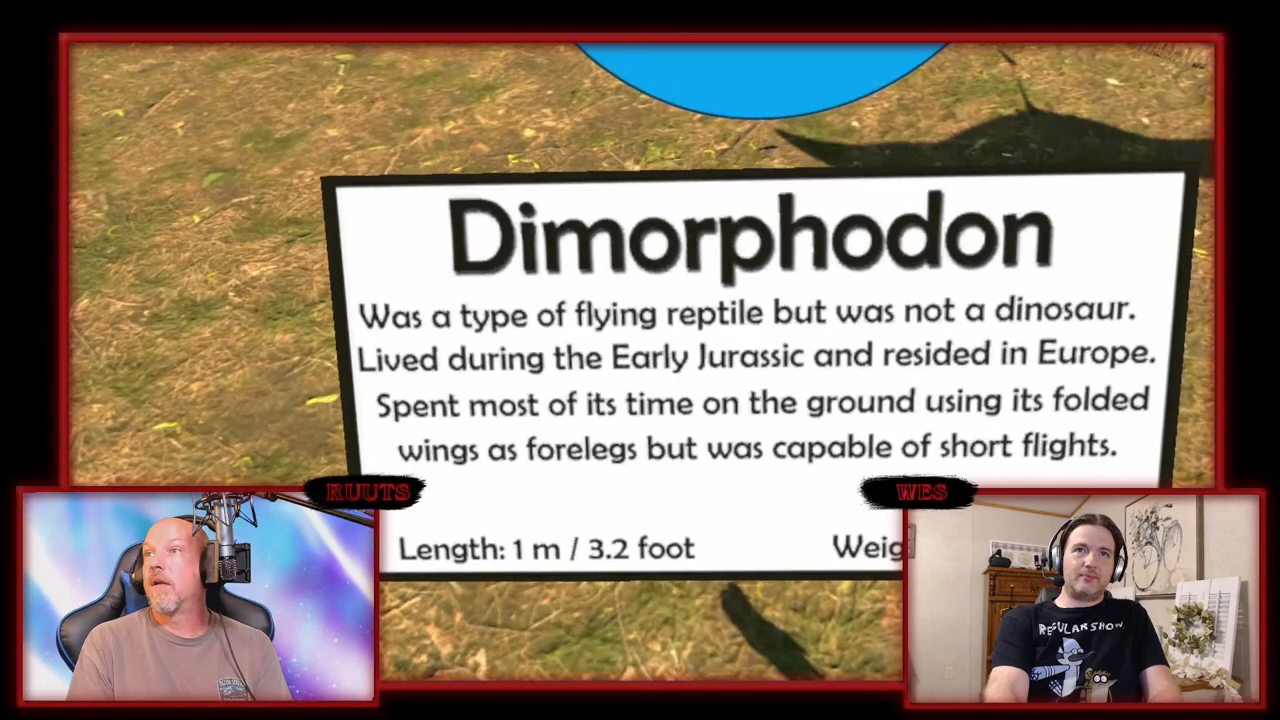 Dimorphodon
Was a type of flying reptile but was not a dinosaur.
Lived during the Early Jurassic and resided in Europe.
Spent most of its time on the ground using its folded
wings as forelegs but was capable of short flights.
RUUTS
WES
Length: 1 m / 3.2 foot
Weig
REGULAR SHOW